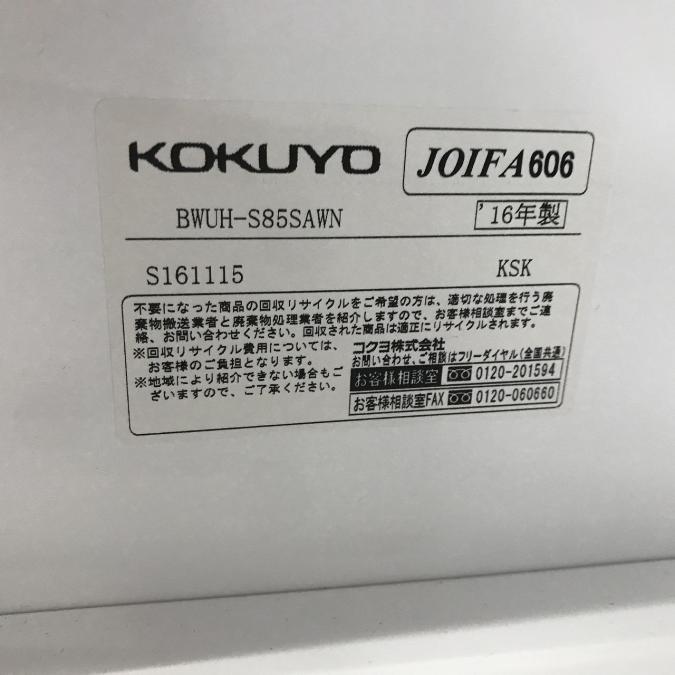 KOKUYO
JOIFA606
BWUH-S85SAWN
'16年製
S161115
KSK
不要になった商品の回収リサイクルをご希望の方は、適切な処理を行う廃
棄物搬送業者と廃棄物処理業者を紹介しますので、お客様相談室までご連
絡、お問い合わせください。回収された商品は適正にリサイクルされます。
※回収リサイクル費用については、
お客様のご負担となります。
※地域により紹介できない場合もご
ざいますので、ご了承ください。
コクヨ株式会社
お問い合わせ、ご相談はフリーダイヤル(全国共通)
お客様相談室 0120-201594
お客様相談室FAX 0120-060660